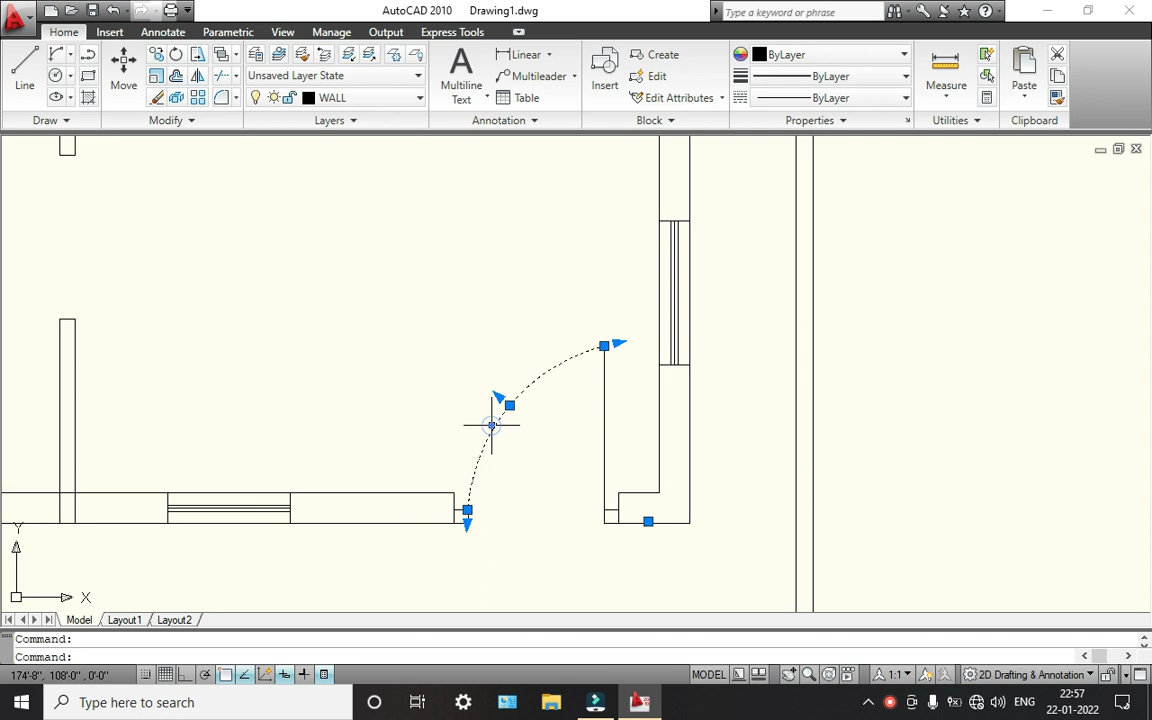 AutoCAD 2010 Drawing1.dwg
Type a keyword or phrase
Home Insert Annotate Parametric View Manage Output Express Tools
Line
Move
Unsaved Layer State
WALL
Multiline
Text
Linear
Multileader
Table
Insert
Create
Edit
Edit Attributes
ByLayer
ByLayer
ByLayer
Measure
Paste
Draw Modify Layers Annotation Block Properties Utilities Clipboard
Y
X
Model Layout1 Layout2
Command:
Command:
174'-8", 108'-0" , 0'-0" MODEL 1:1 2D Drafting & Annotation
Type here to search
ENG
22:57
22-01-2022